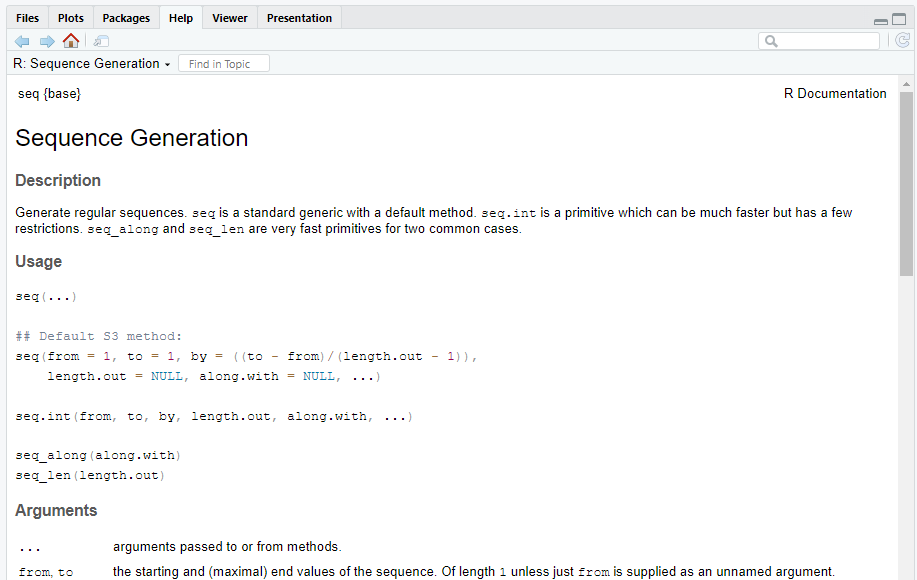 Files Plots Packages Help Viewer Presentation
R: Sequence Generation Find in Topic
seq {base} R Documentation
Sequence Generation
Description
Generate regular sequences. seq is a standard generic with a default method. seq.int is a primitive which can be much faster but has a few
restrictions. seq_along and seq_len are very fast primitives for two common cases.
Usage
seq(...)
## Default S3 method:
seq(from = 1, to = 1, by = ((to - from)/(length.out - 1)),
    length.out = NULL, along.with = NULL, ...)
seq.int(from, to, by, length.out, along.with, ...)
seq_along(along.with)
seq_len(length.out)
Arguments
... arguments passed to or from methods.
from, to the starting and (maximal) end values of the sequence. Of length 1 unless just from is supplied as an unnamed argument.